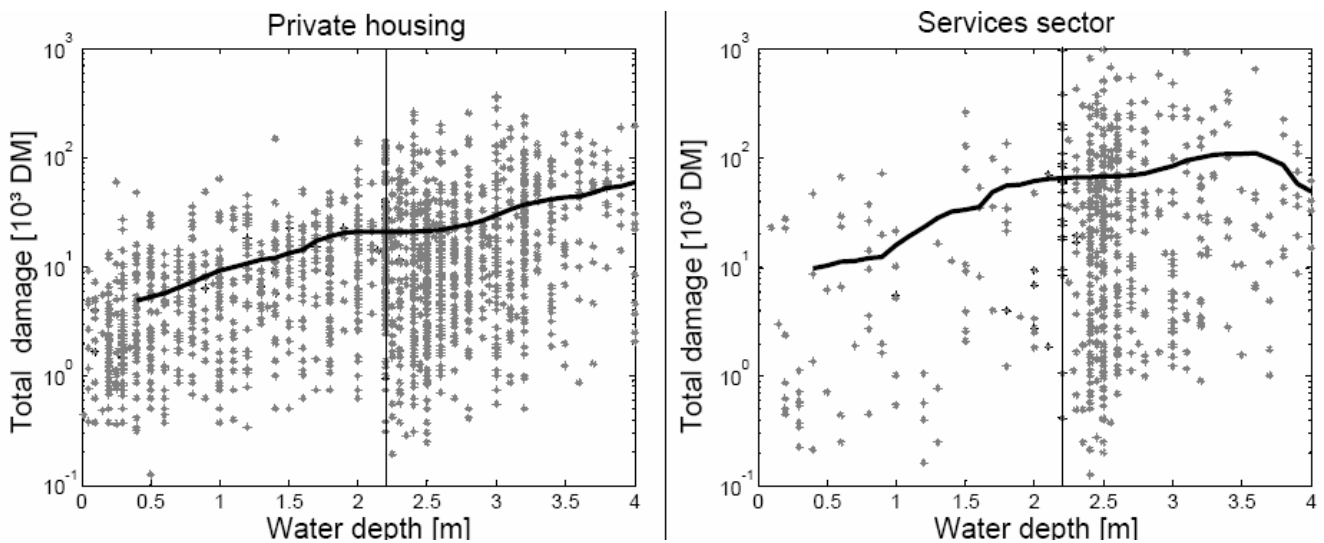 Private housing
Total damage [10³ DM]
10³
10²
10¹
10⁰
10⁻¹
0 0.5 1 1.5 2 2.5 3 3.5 4
Water depth [m]
Services sector
Total damage [10³ DM]
10³
10²
10¹
10⁰
10⁻¹
0 0.5 1 1.5 2 2.5 3 3.5 4
Water depth [m]